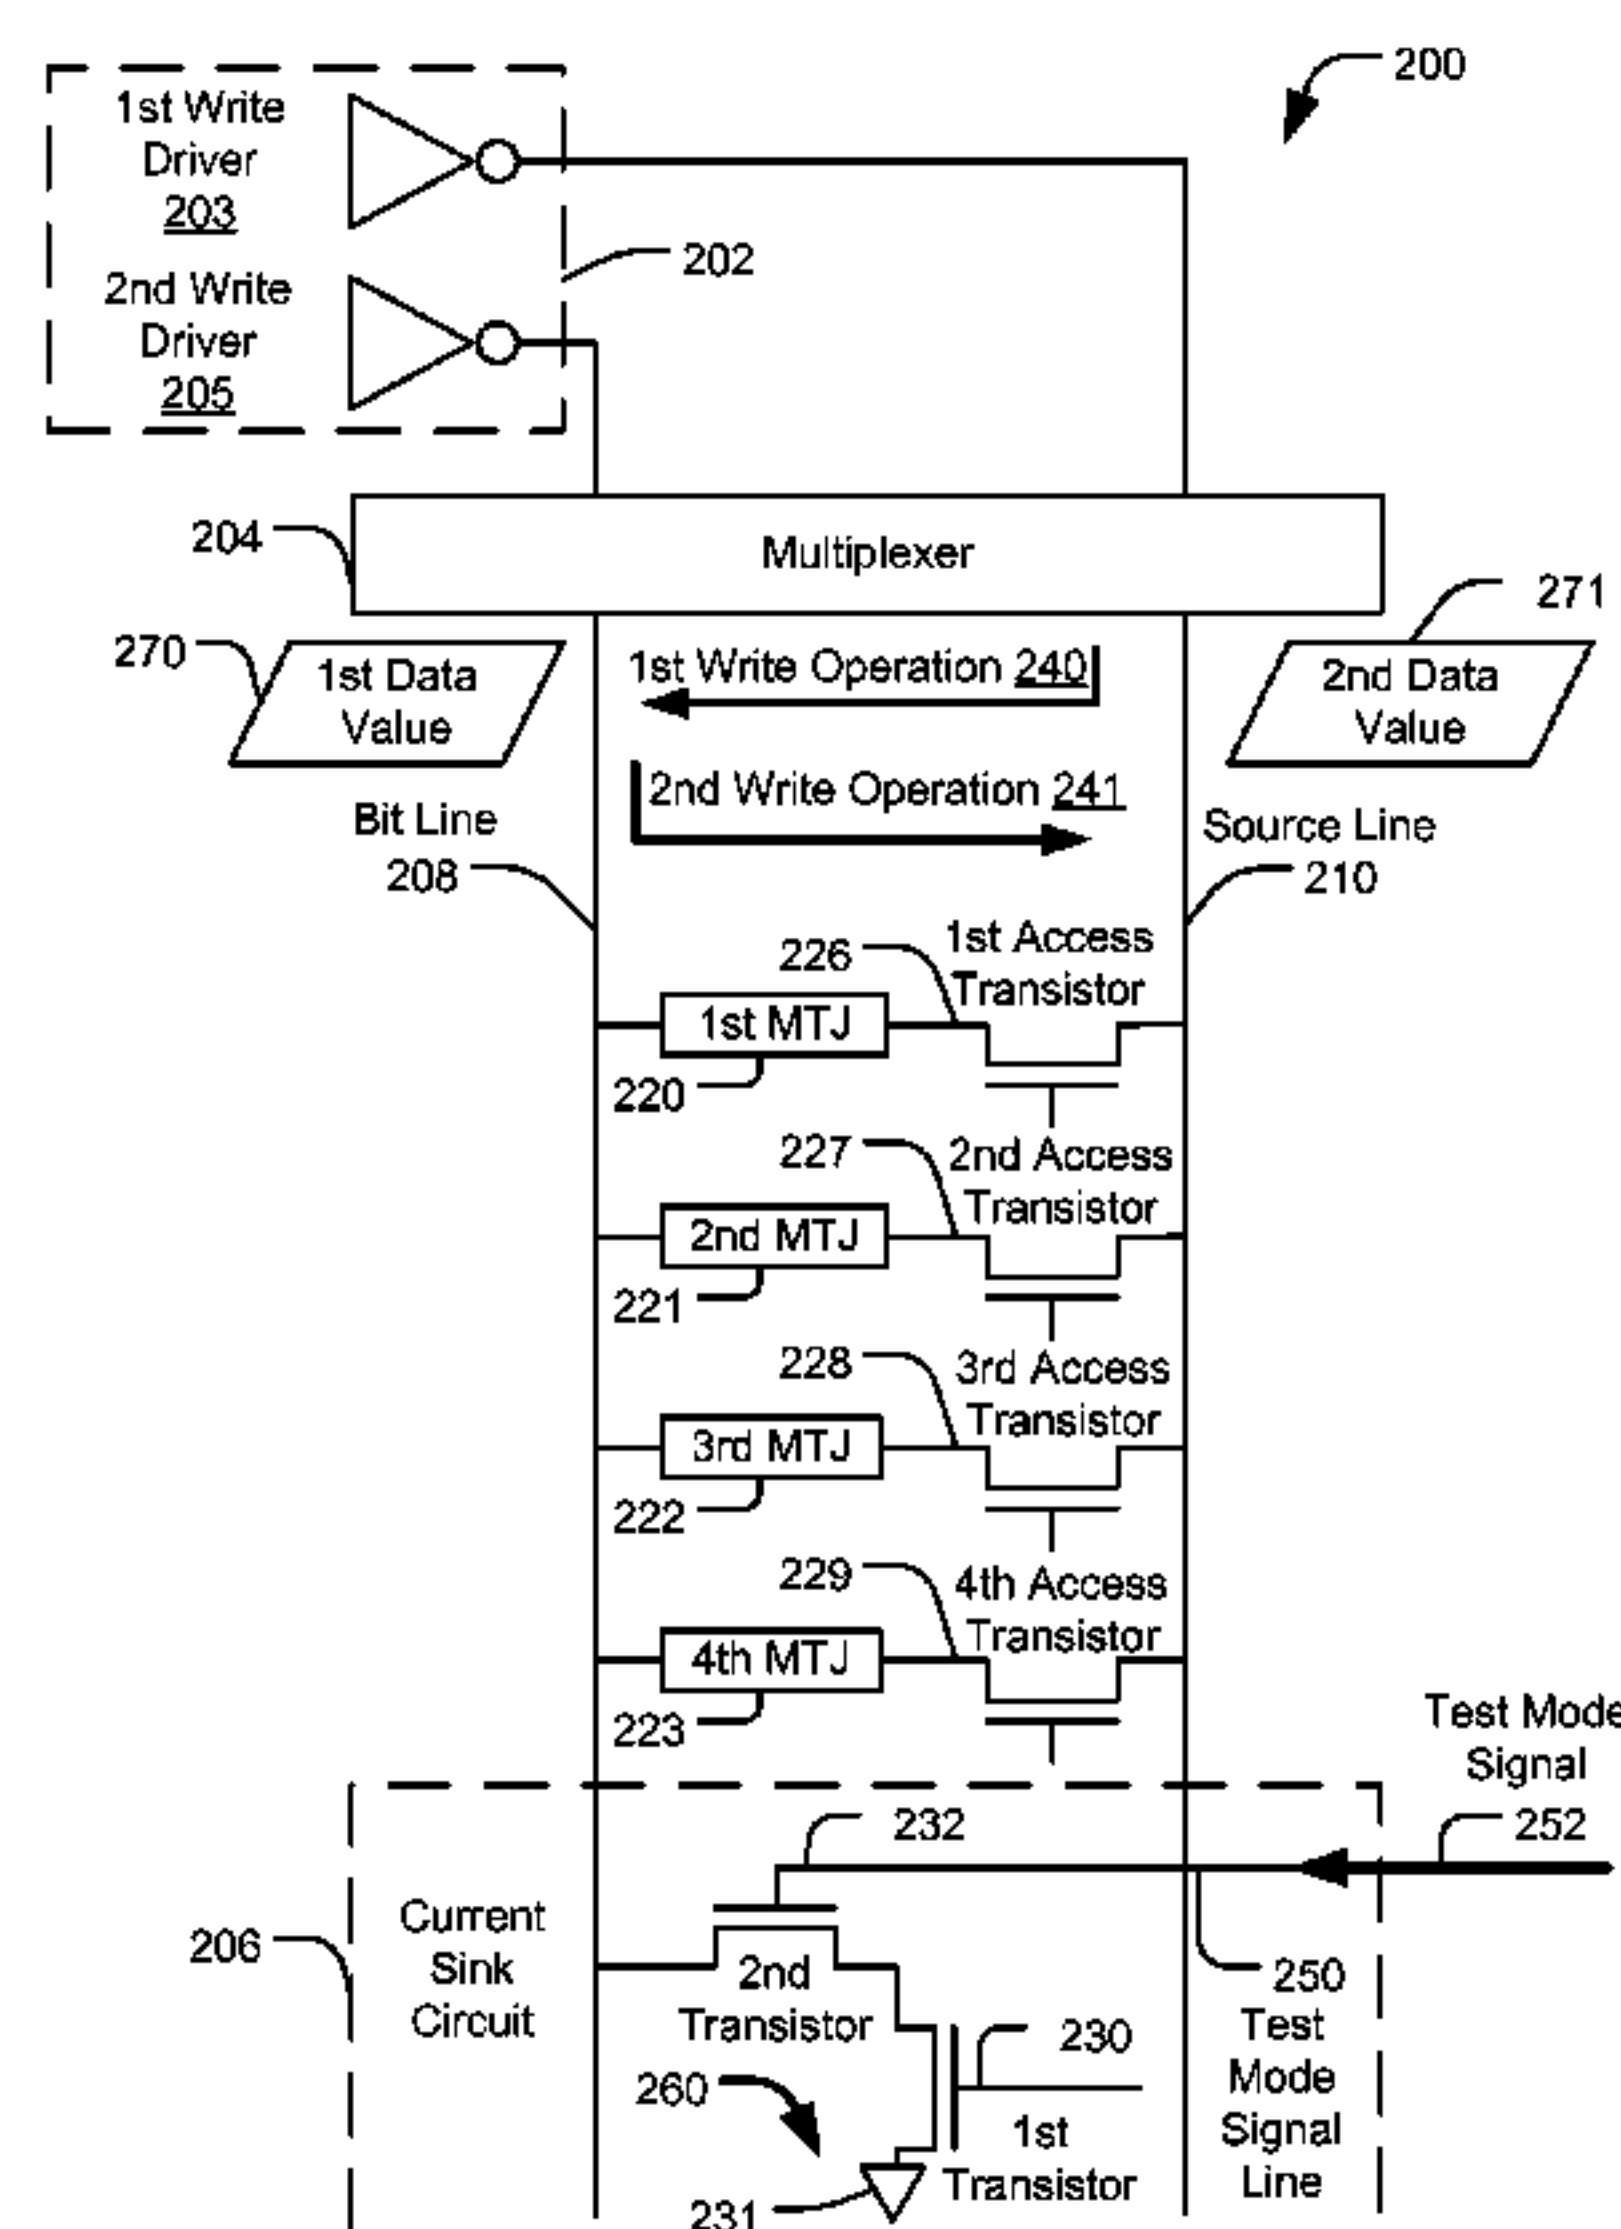 200
1st Write
Driver
203
202
2nd Write
Driver
205
204
Multiplexer
271
270
1st Data
Value
1st Write Operation 240
2nd Data
Value
2nd Write Operation 241
Bit Line
208
Source Line
210
226
1st Access
Transistor
1st MTJ
220
227
2nd Access
Transistor
2nd MTJ
221
228
3rd Access
Transistor
3rd MTJ
222
229
4th Access
Transistor
4th MTJ
223
Test Mode
Signal
252
232
206
Current
Sink
Circuit
2nd
Transistor
250
Test
Mode
Signal
Line
230
260
1st
Transistor
231